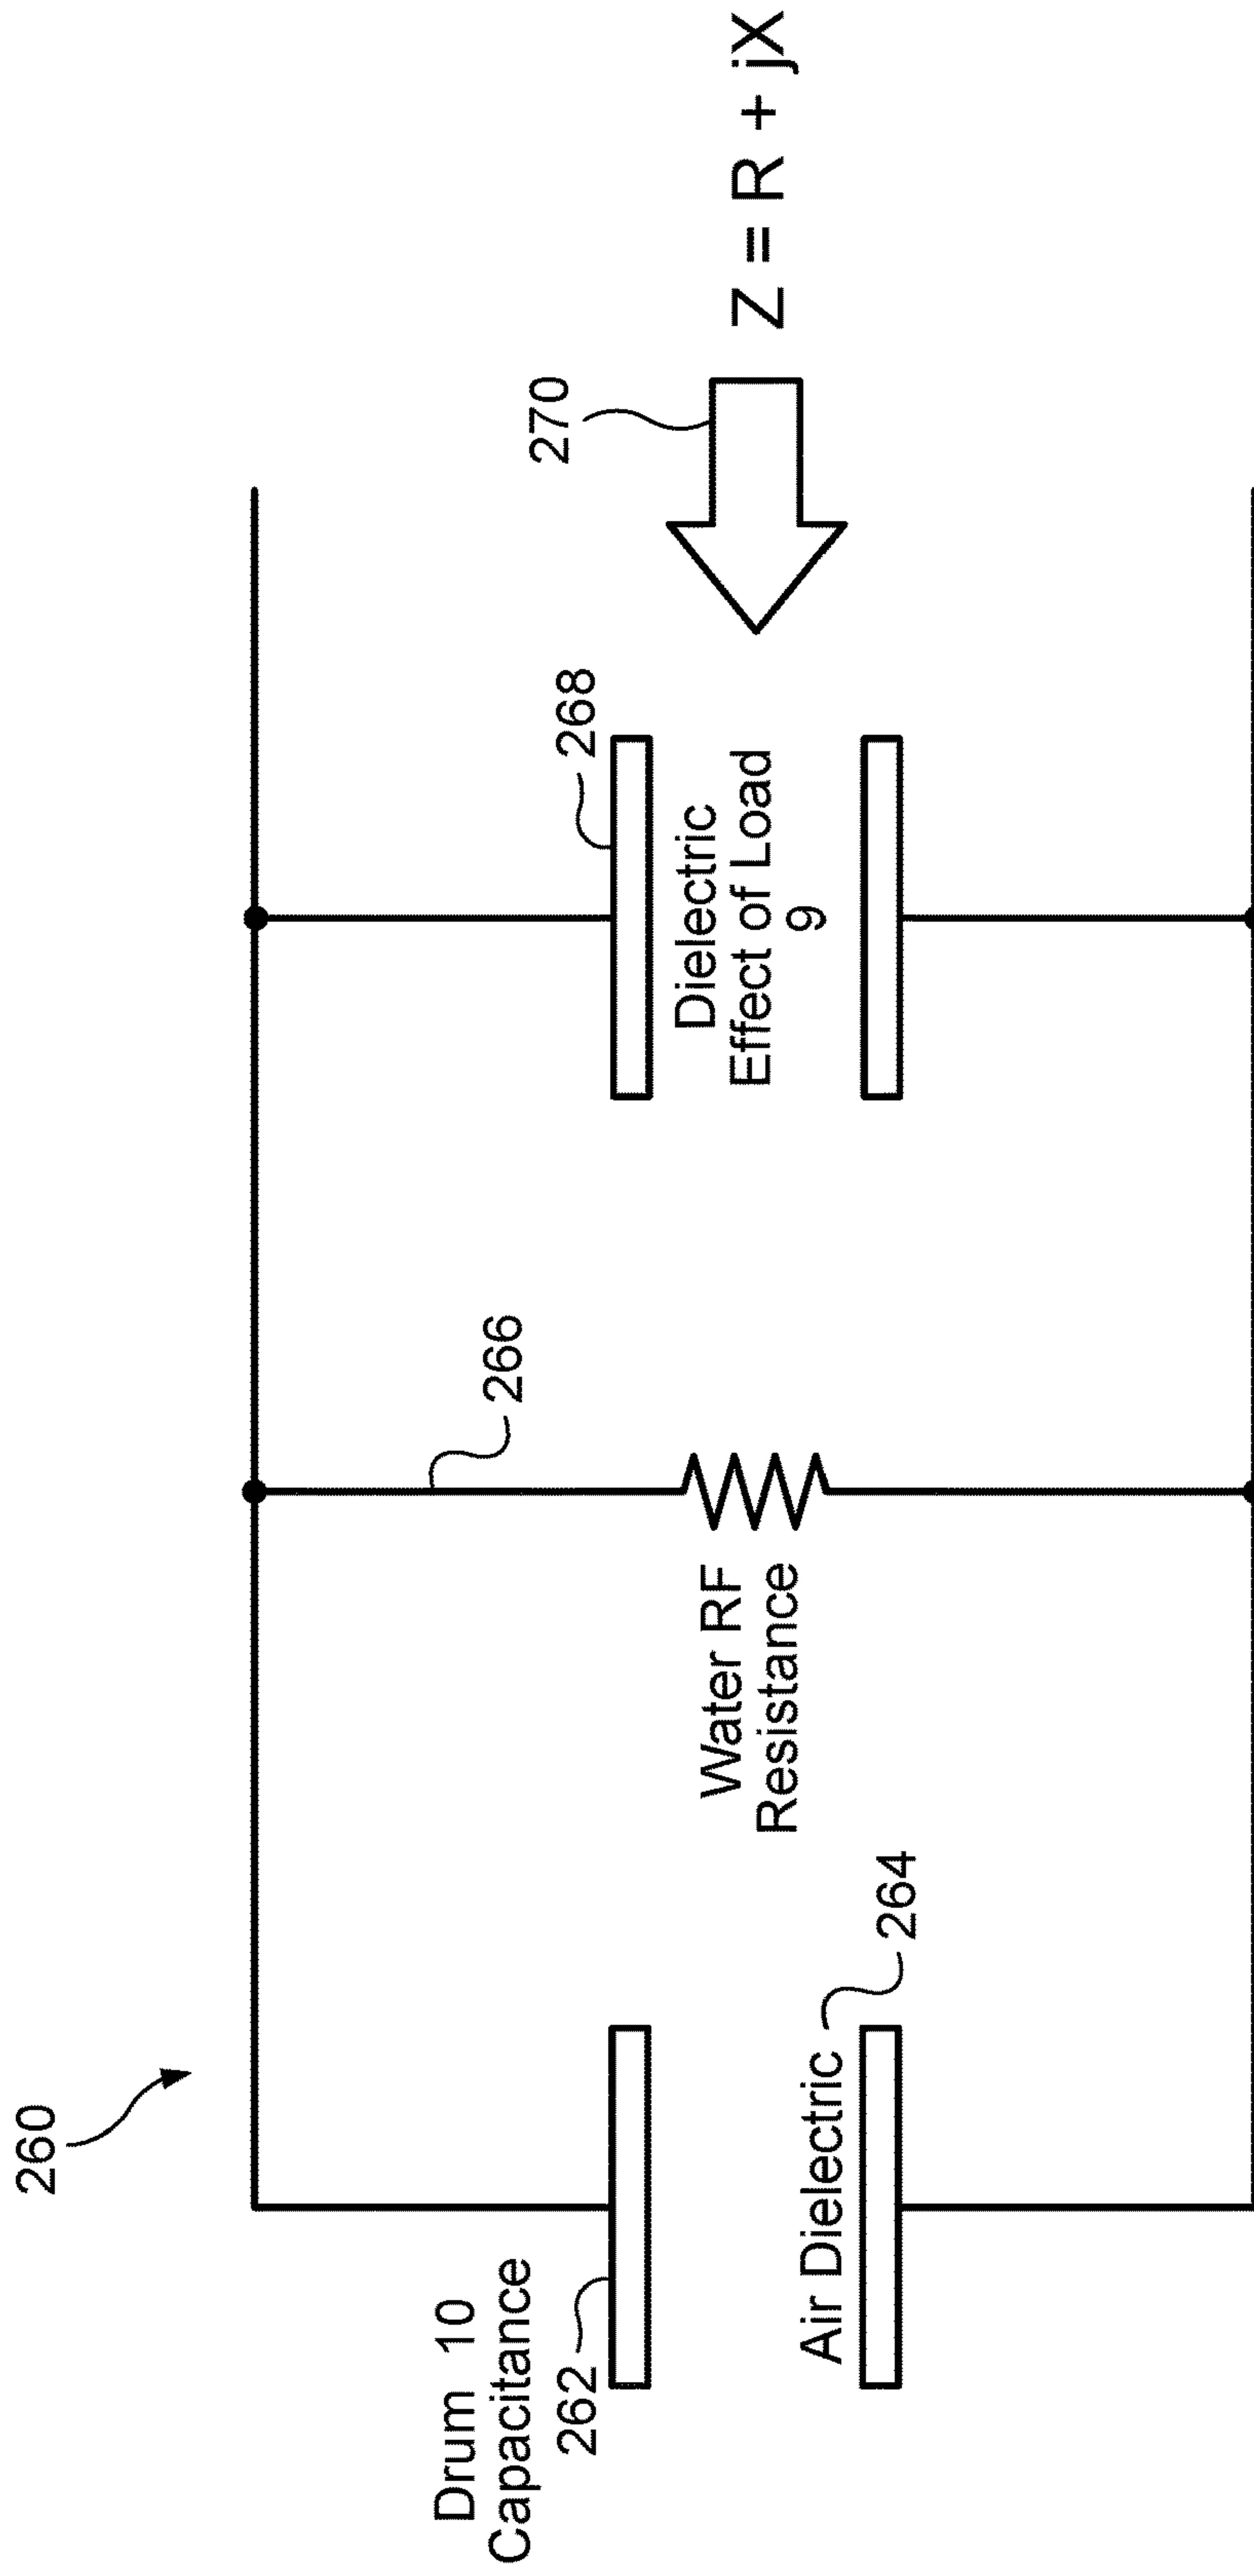 260
Drum 10
Capacitance
262
Air Dielectric
264
Water RF
Resistance
266
Dielectric
Effect of Load
9
268
270
Z = R + jX